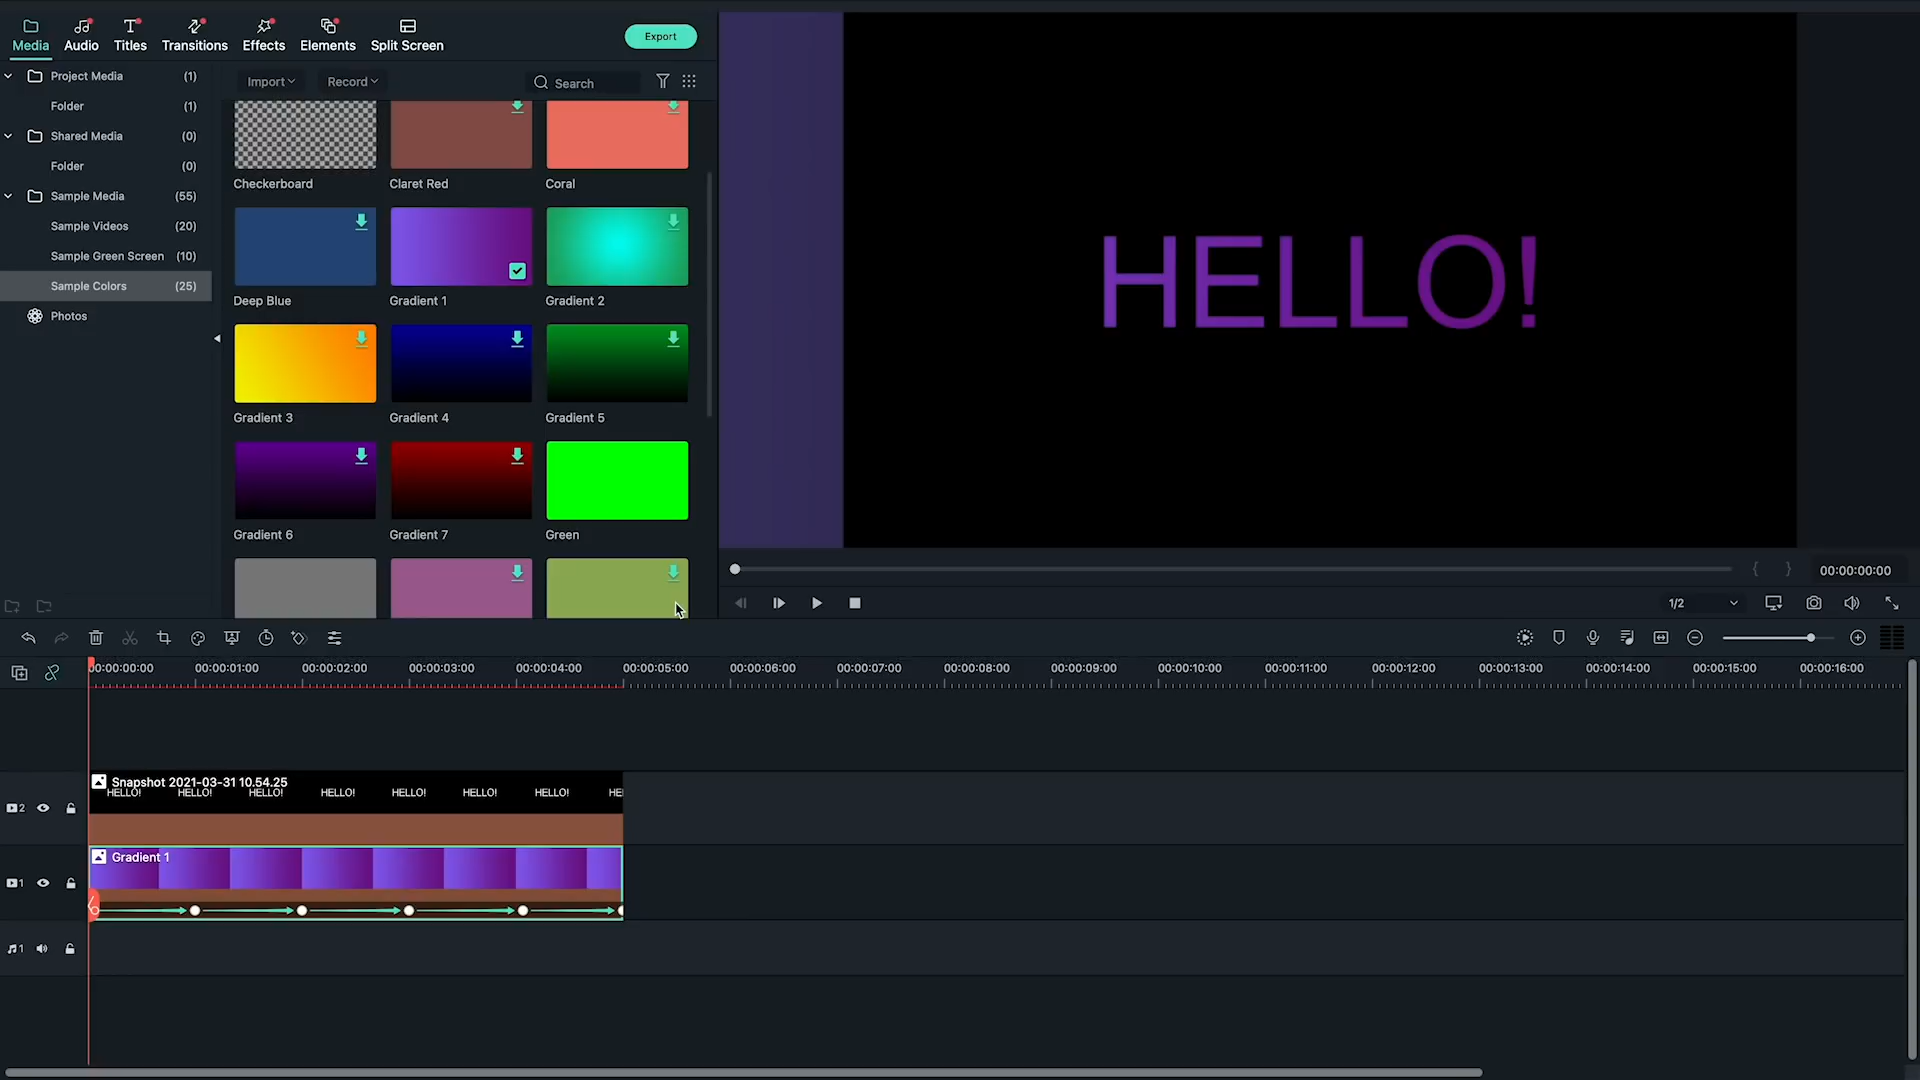 Media Audio Titles Transitions Effects Elements Split Screen Export
Project Media (1)
Folder (1)
Shared Media (0)
Folder (0)
Sample Media (55)
Sample Videos (20)
Sample Green Screen (10)
Sample Colors (25)
Photos
Import Record Search
Checkerboard Claret Red Coral
Deep Blue Gradient 1 Gradient 2
Gradient 3 Gradient 4 Gradient 5
Gradient 6 Gradient 7 Green
HELLO!
{ } 00:00:00:00
1/2
00:00:00:00 00:00:01:00 00:00:02:00 00:00:03:00 00:00:04:00 00:00:05:00 00:00:06:00 00:00:07:00 00:00:08:00 00:00:09:00 00:00:10:00 00:00:11:00 00:00:12:00 00:00:13:00 00:00:14:00 00:00:15:00 00:00:16:00
Snapshot 2021-03-31 10.54.25
HELLO! HELLO! HELLO! HELLO! HELLO! HELLO! HELLO! HE
2
Gradient 1
1
1